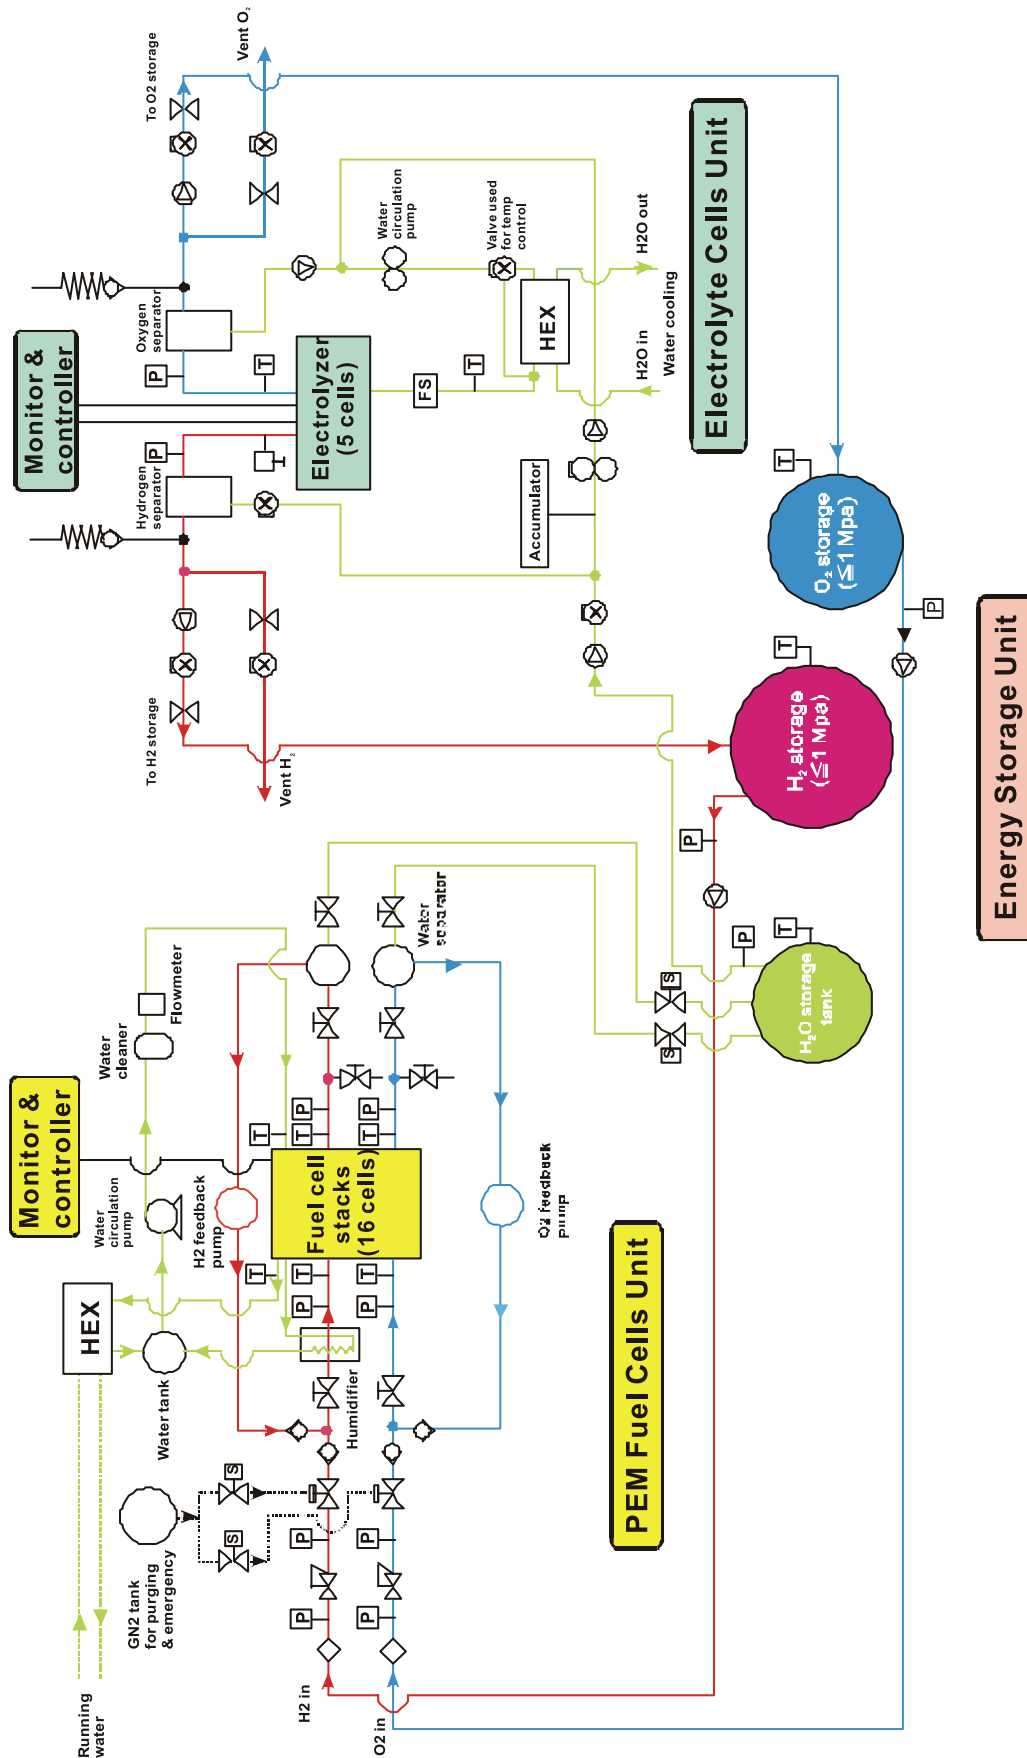 Monitor &
controller
Oxygen
separator
Hydrogen
separator
To O2 storage
Vent O2
To H2 storage
Vent H2
P
P
T
T
Electrolyzer
(5 cells)
FS
T
Water
circulation
pump
Valve used
for temp
control
HEX
H2O out
H2O in
Water cooling
Accumulator
Electrolyte Cells Unit
T
O2 storage
(≦1 Mpa)
P
T
H2 storage
(≦1 Mpa)
P
Energy Storage Unit
T
P
H2O storage
tank
S
S
Water
separator
Flowmeter
Water
cleaner
Monitor &
controller
Water
circulation
pump
H2 feedback
pump
T
T
P
T
P
Fuel cell
stacks
(16 cells)
O2 feedback
pump
T
T
P
T
P
HEX
Water tank
Humidifier
PEM Fuel Cells Unit
S
S
GN2 tank
for purging
& emergency
P
P
P
P
Running
water
H2 in
O2 in